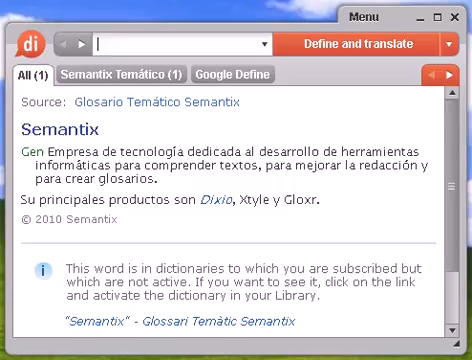 Menu
di
Define and translate
All (1)
Semantix Temático (1)
Google Define
Source: Glosario Temático Semantix
Semantix
Gen Empresa de tecnología dedicada al desarrollo de herramientas
informáticas para comprender textos, para mejorar la redacción y
para crear glosarios.
Su principales productos son Dixio, Xtyle y Gloxr.
© 2010 Semantix
i
This word is in dictionaries to which you are subscribed but
which are not active. If you want to see it, click on the link
and activate the dictionary in your Library.
"Semantix" - Glossari Temàtic Semantix